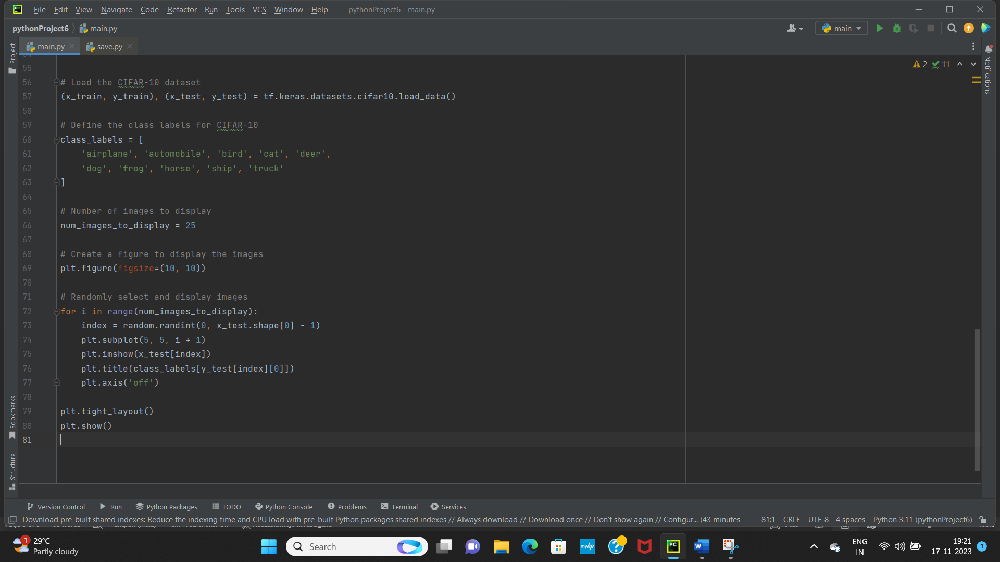 PC File Edit View Navigate Code Refactor Run Tools VCS Window Help pythonProject6 - main.py
pythonProject6 main.py main
main.py save.py
Project
Notifications
2 11
55
56 # Load the CIFAR-10 dataset
57 (x_train, y_train), (x_test, y_test) = tf.keras.datasets.cifar10.load_data()
58
59 # Define the class labels for CIFAR-10
60 class_labels = [
61 'airplane', 'automobile', 'bird', 'cat', 'deer',
62 'dog', 'frog', 'horse', 'ship', 'truck'
63 ]
64
65 # Number of images to display
66 num_images_to_display = 25
67
68 # Create a figure to display the images
69 plt.figure(figsize=(10, 10))
70
71 # Randomly select and display images
72 for i in range(num_images_to_display):
73 index = random.randint(0, x_test.shape[0] - 1)
74 plt.subplot(5, 5, i + 1)
75 plt.imshow(x_test[index])
76 plt.title(class_labels[y_test[index][0]])
77 plt.axis('off')
78
79 plt.tight_layout()
80 plt.show()
81
Bookmarks
Structure
Version Control Run Python Packages TODO Python Console Problems Terminal Services
Download pre-built shared indexes: Reduce the indexing time and CPU load with pre-built Python packages shared indexes // Always download // Download once // Don't show again // Configur... (43 minutes 81:1 CRLF UTF-8 4 spaces Python 3.11 (pythonProject6)
1 29°C
Partly cloudy
Search
myhp
PC
W
ENG
IN
19:21
17-11-2023
1